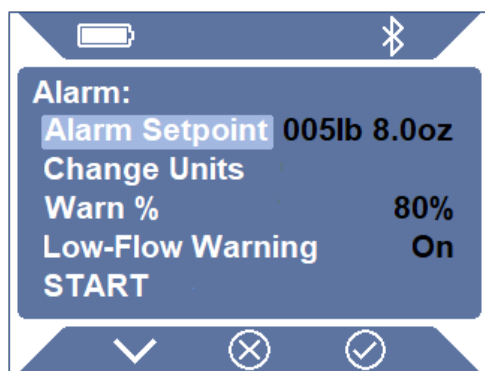 Alarm:
Alarm Setpoint 005lb 8.0oz
Change Units
Warn % 80%
Low-Flow Warning On
START